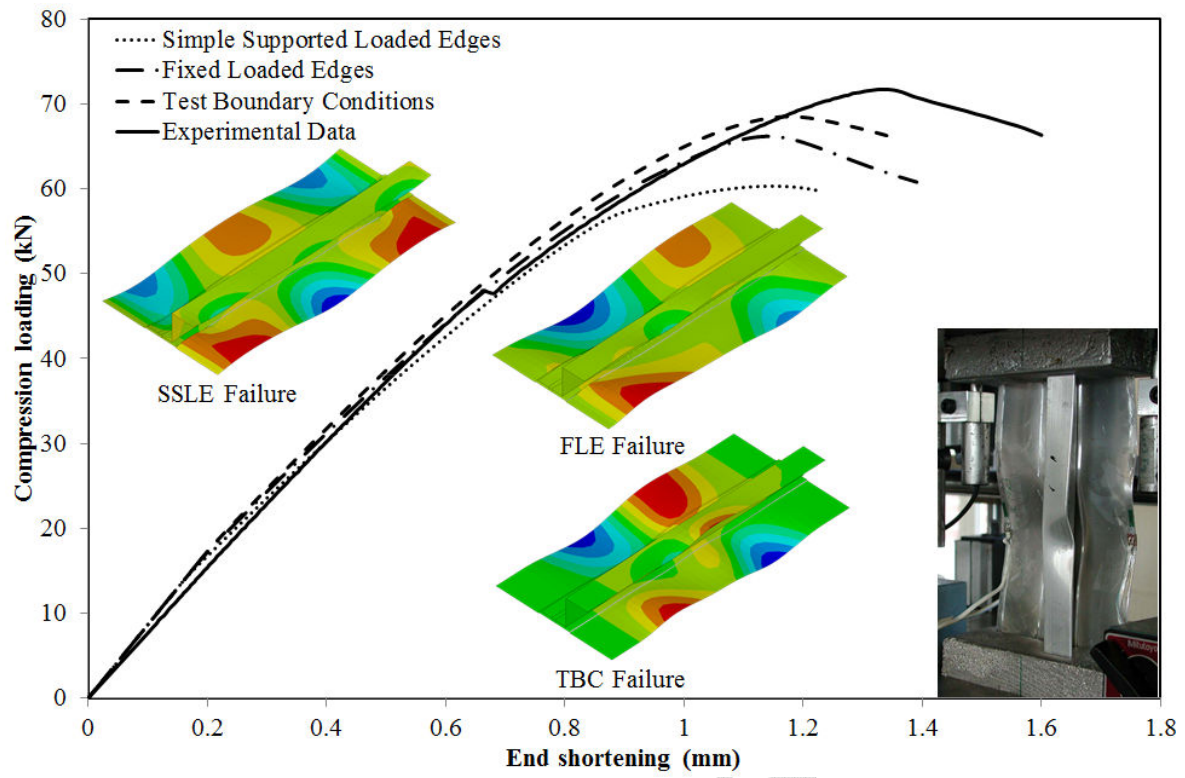 80
70
60
50
40
30
20
10
0
Compression loading (kN)
Simple Supported Loaded Edges
Fixed Loaded Edges
Test Boundary Conditions
Experimental Data
SSLE Failure
FLE Failure
TBC Failure
Mitutoyo
0 0.2 0.4 0.6 0.8 1 1.2 1.4 1.6 1.8
End shortening (mm)